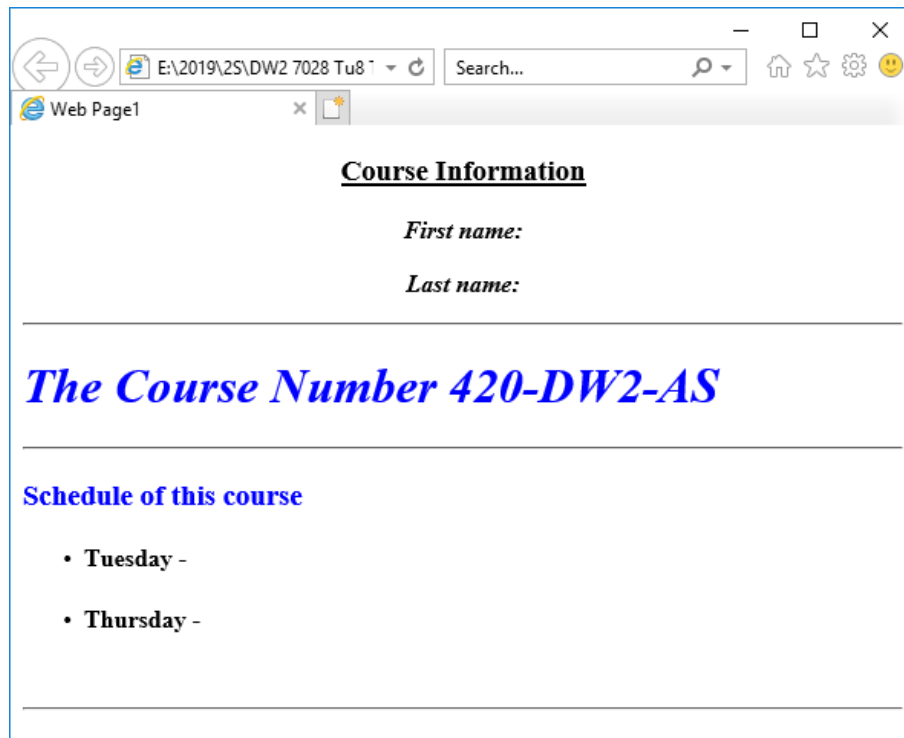 E:\2019\2S\DW2 7028 Tu8
Search...
Web Page1
Course Information
First name:
Last name:
The Course Number 420-DW2-AS
Schedule of this course
• Tuesday -
• Thursday -